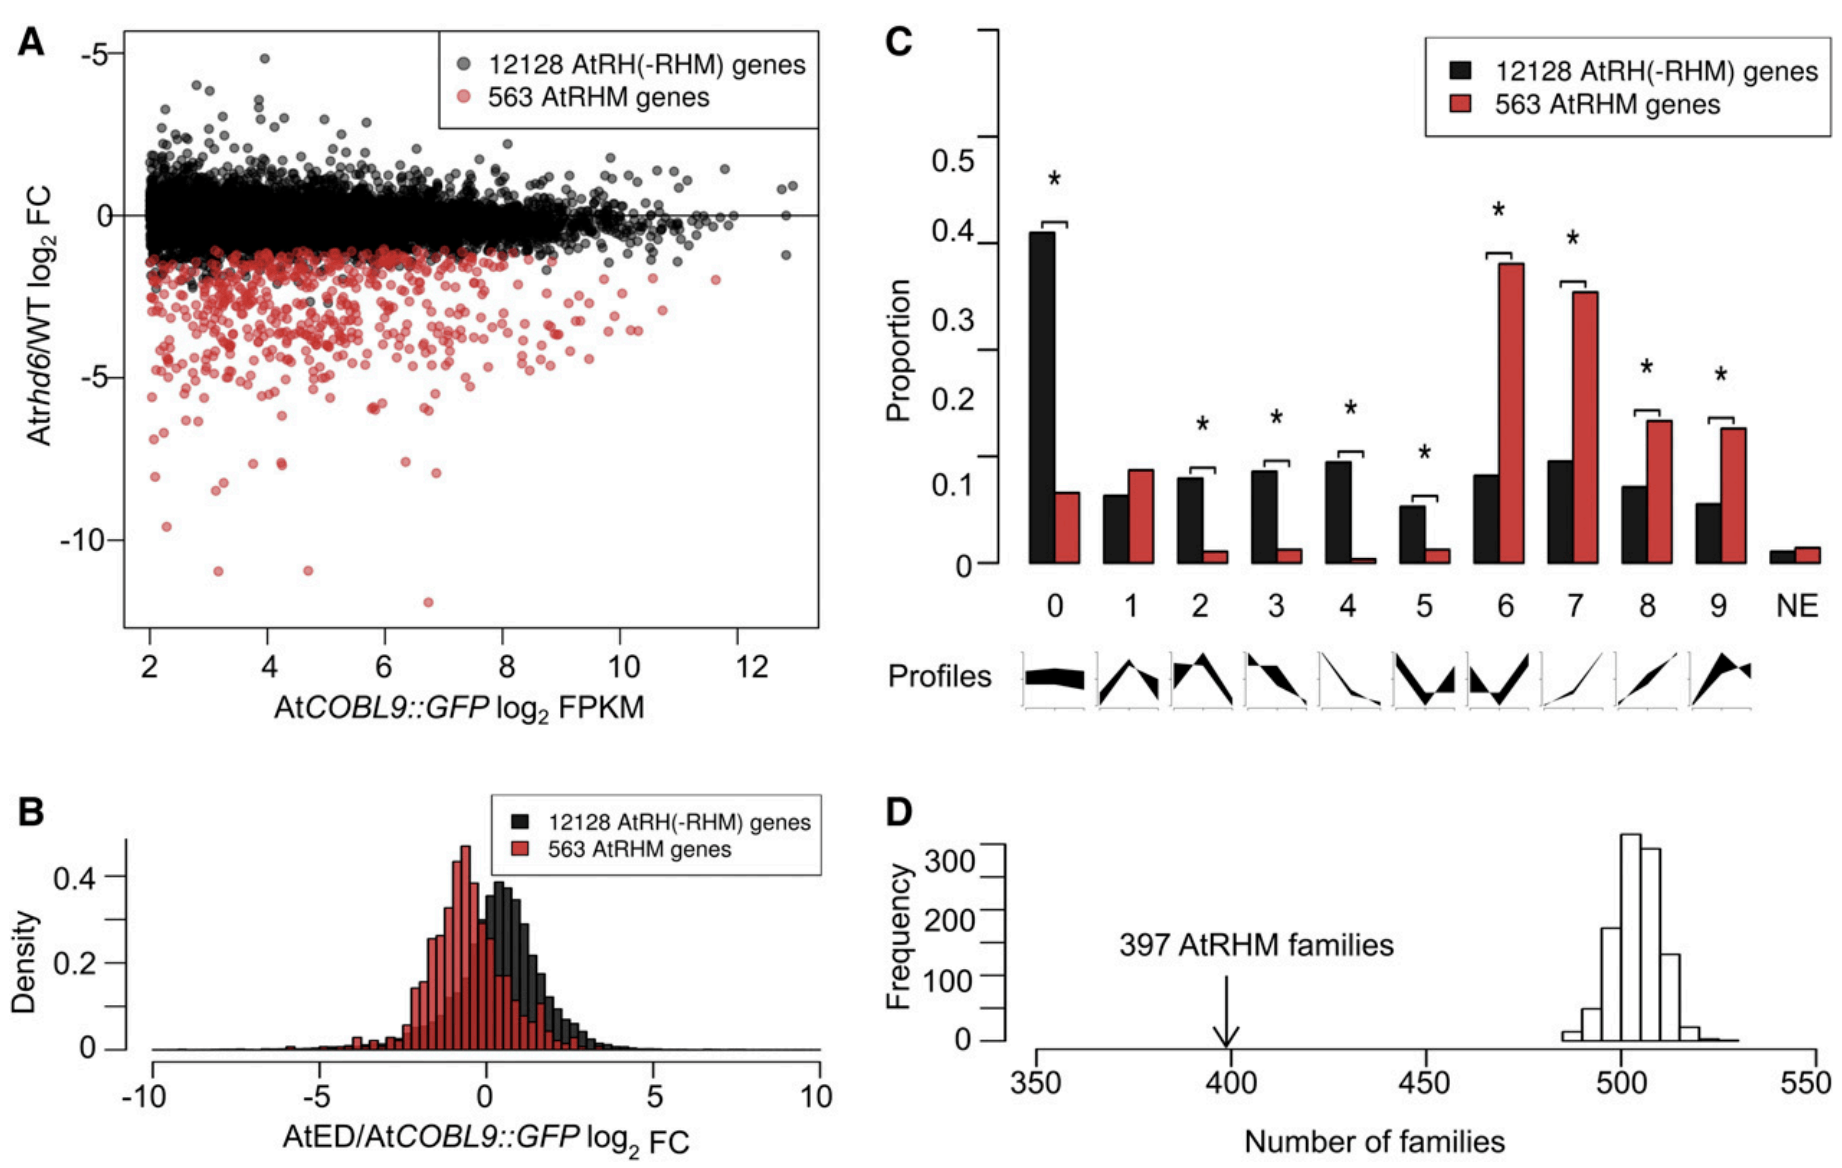 A
-5
0
-5
-10
Atrhd6/WT log2 FC
12128 AtRH(-RHM) genes
563 AtRHM genes
2 4 6 8 10 12
AtCOBL9::GFP log2 FPKM
B
12128 AtRH(-RHM) genes
563 AtRHM genes
0.4
0.2
0
Density
-10 -5 0 5 10
AtED/AtCOBL9::GFP log2 FC
C
12128 AtRH(-RHM) genes
563 AtRHM genes
0.5
0.4
0.3
0.2
0.1
0
Proportion
* * * * * * * * *
0 1 2 3 4 5 6 7 8 9 NE
Profiles
D
300
200
100
0
Frequency
397 AtRHM families
350 400 450 500 550
Number of families